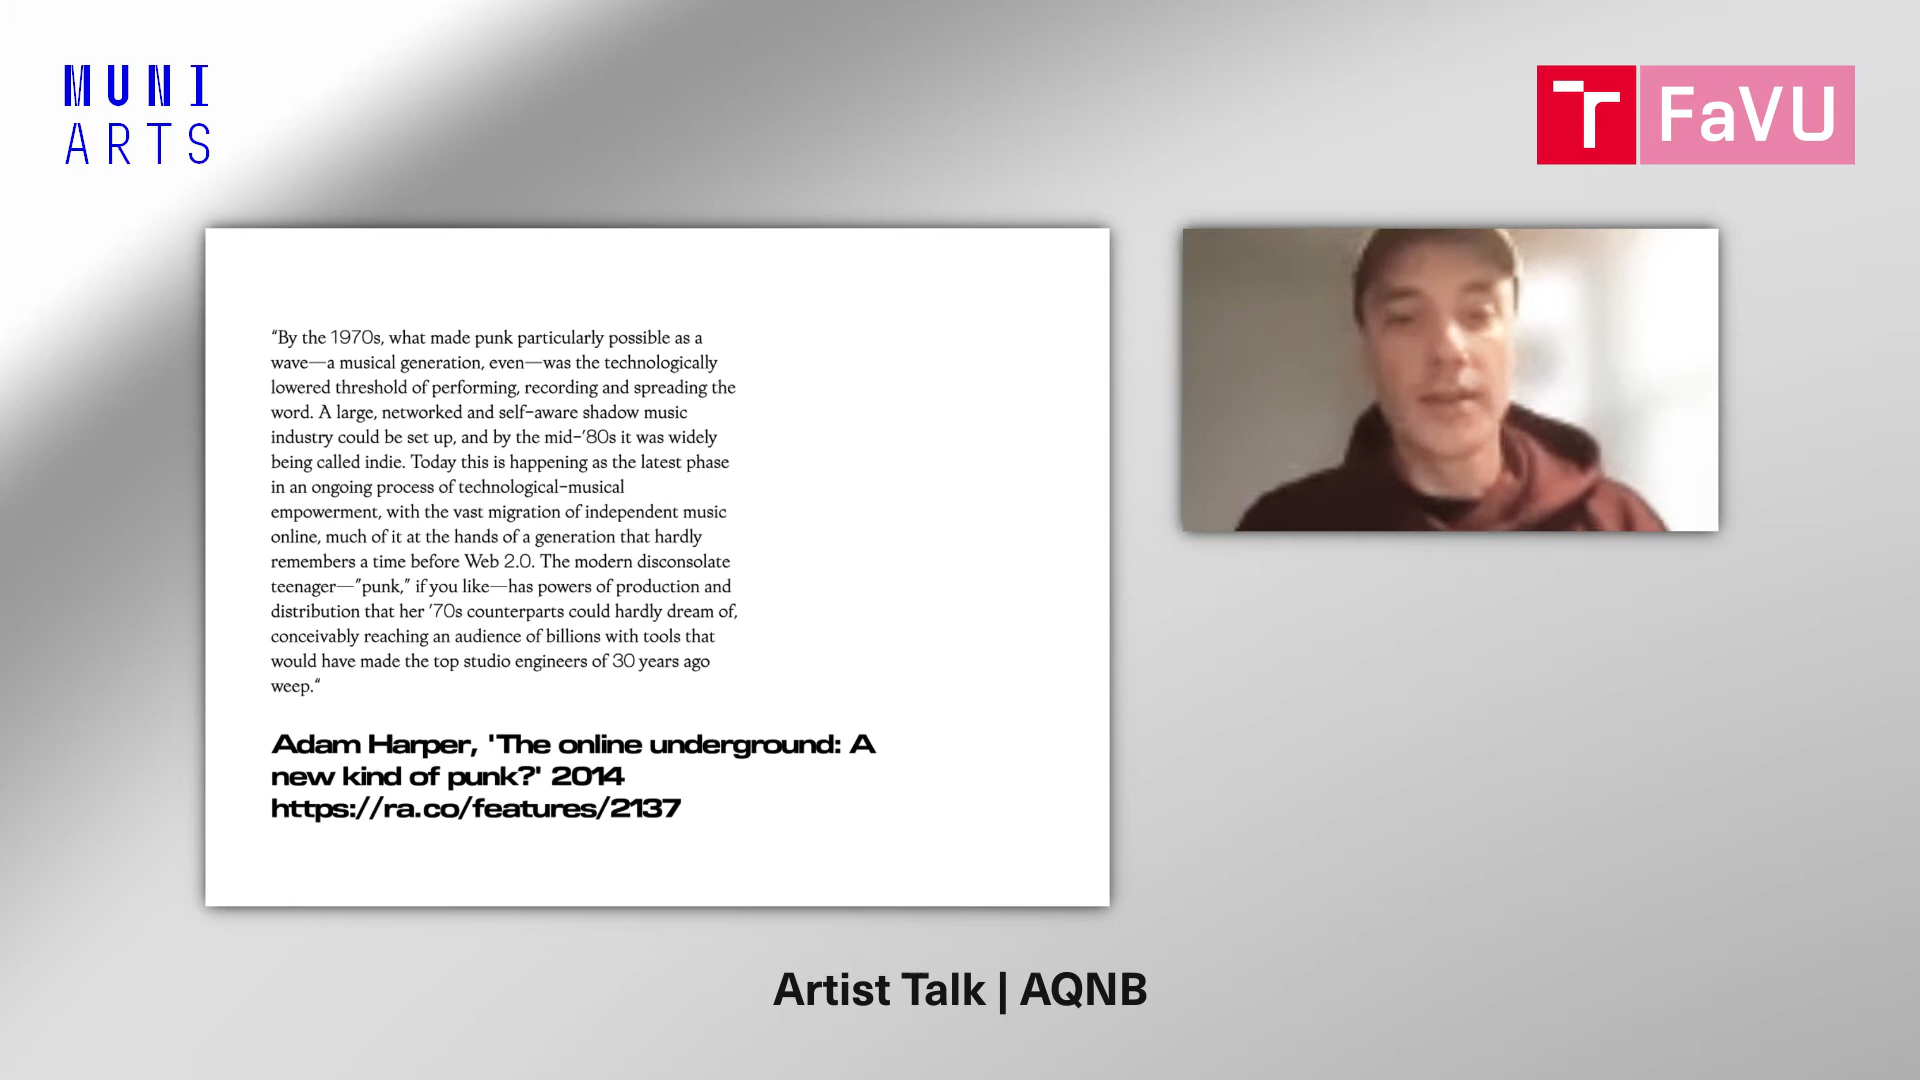 MUNI
ARTS
FaVU
“By the 1970s, what made punk particularly possible as a
wave—a musical generation, even—was the technologically
lowered threshold of performing, recording and spreading the
word. A large, networked and self-aware shadow music
industry could be set up, and by the mid-’80s it was widely
being called indie. Today this is happening as the latest phase
in an ongoing process of technological-musical
empowerment, with the vast migration of independent music
online, much of it at the hands of a generation that hardly
remembers a time before Web 2.0. The modern disconsolate
teenager—”punk,” if you like—has powers of production and
distribution that her ’70s counterparts could hardly dream of,
conceivably reaching an audience of billions with tools that
would have made the top studio engineers of 30 years ago
weep.“
Adam Harper, 'The online underground: A
new kind of punk?' 2014
https://ra.co/features/2137
Artist Talk | AQNB